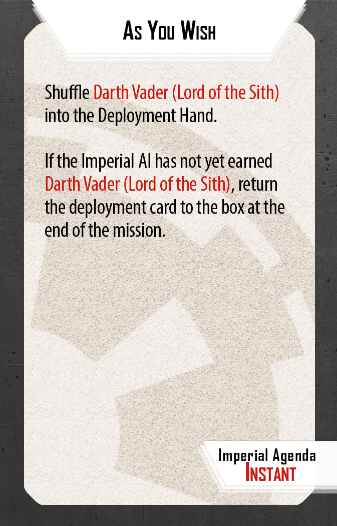 As You Wish
Shuffle Darth Vader (Lord of the Sith)
into the Deployment Hand.
If the Imperial AI has not yet earned
Darth Vader (Lord of the Sith), return
the deployment card to the box at the
end of the mission.
Imperial Agenda
Instant